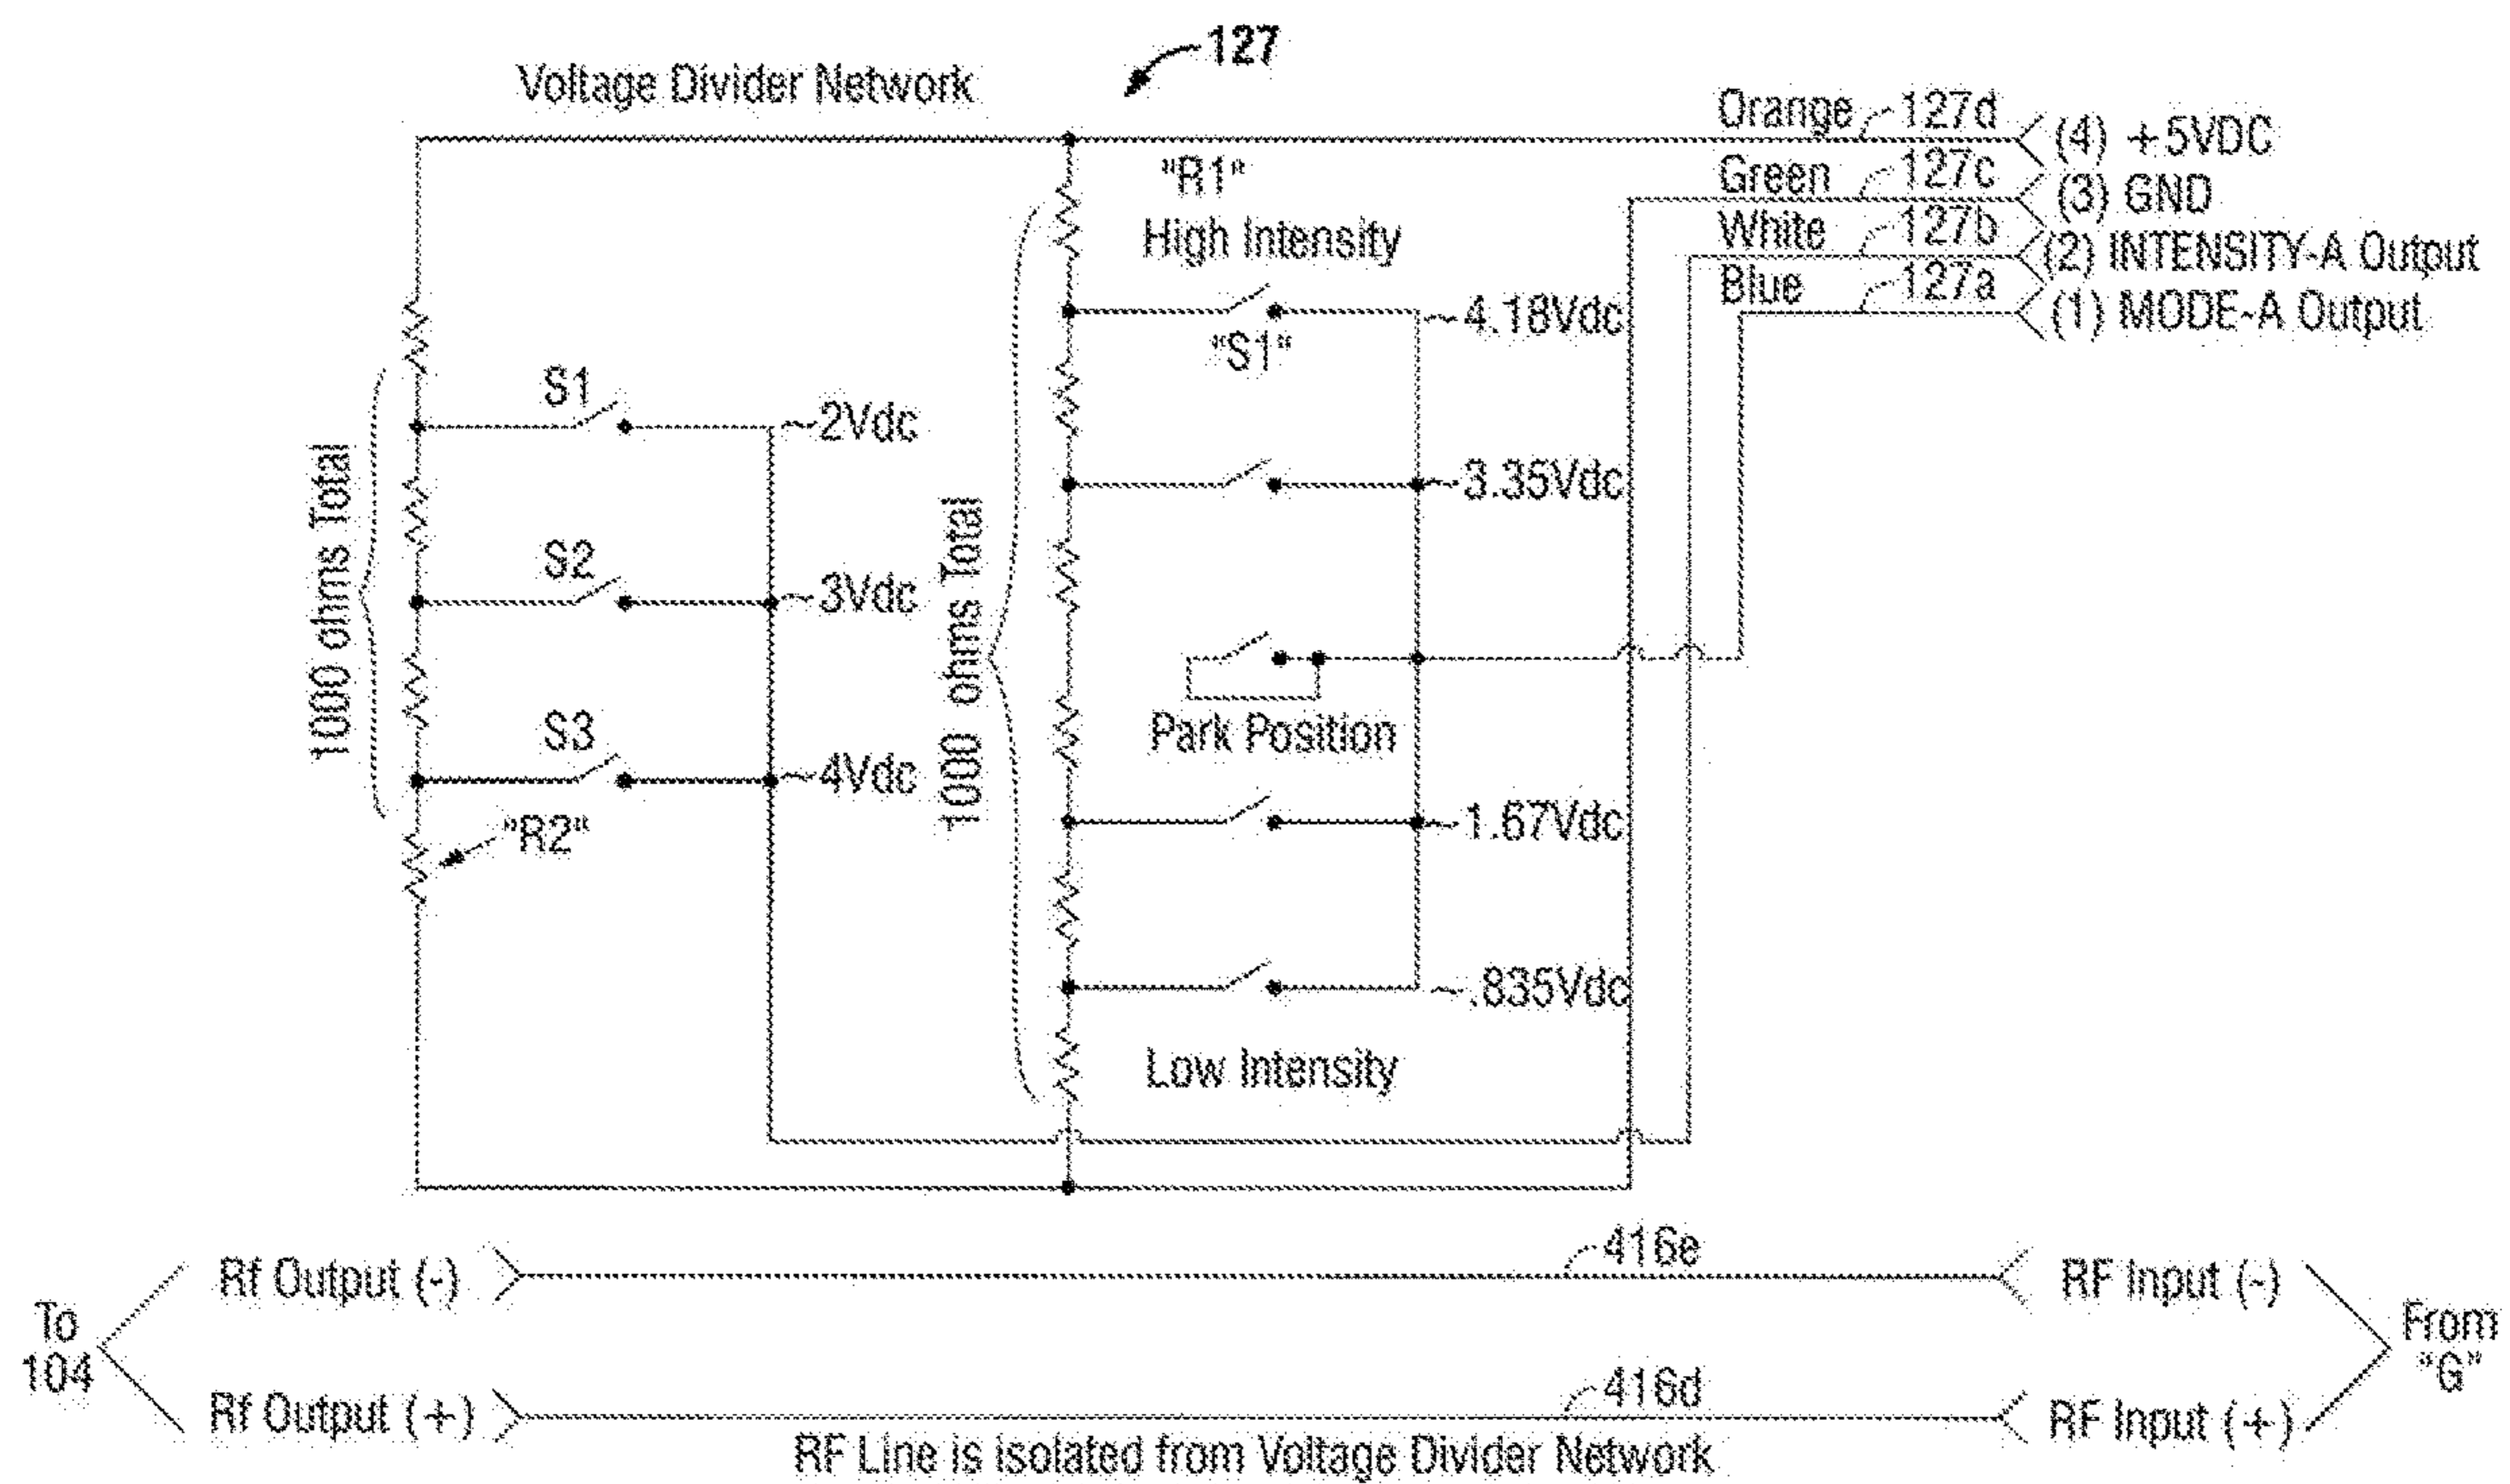 127
Voltage Divider Network
Orange 127d (4) +5VDC
Green 127c (3) GND
White 127b (2) INTENSITY-A Output
Blue 127a (1) MODE-A Output
"R1"
High Intensity
4.18Vdc
"S1"
S1
2Vdc
3.35Vdc
1000 ohms Total
1000 ohms Total
S2
3Vdc
Park Position
S3
4Vdc
"R2"
1.67Vdc
.835Vdc
Low Intensity
416e
Rf Output (-)
RF Input (-)
To
104
From
"G"
416d
Rf Output (+)
RF Input (+)
RF Line is isolated from Voltage Divider Network